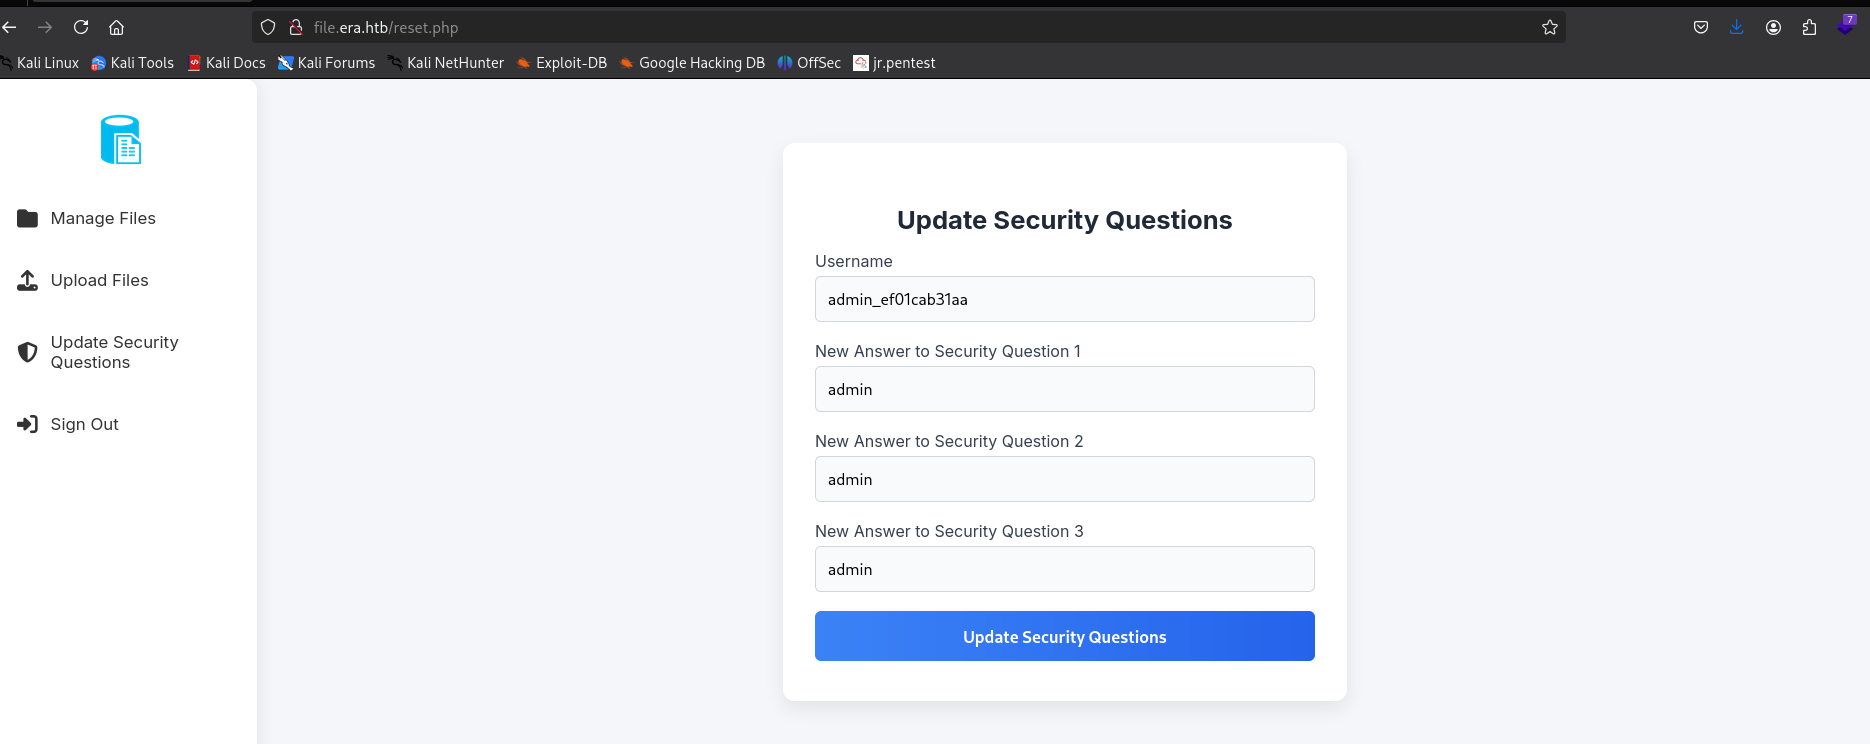 file.era.htb/reset.php
7
Kali Linux Kali Tools Kali Docs Kali Forums Kali NetHunter Exploit-DB Google Hacking DB OffSec jr.pentest
Manage Files
Upload Files
Update Security
Questions
Sign Out
Update Security Questions
Username
admin_ef01cab31aa
New Answer to Security Question 1
admin
New Answer to Security Question 2
admin
New Answer to Security Question 3
admin
Update Security Questions